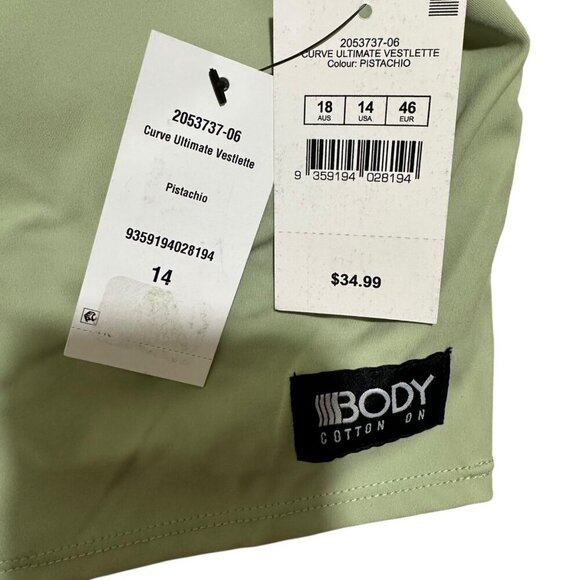 2053737-06
Curve Ultimate Vestlette
Pistachio
9359194028194
14
2053737-06
CURVE ULTIMATE VESTLETTE
Colour: PISTACHIO
18 14 46
AUS USA EUR
9 359194 028194
$34.99
BODY
COTTON ON